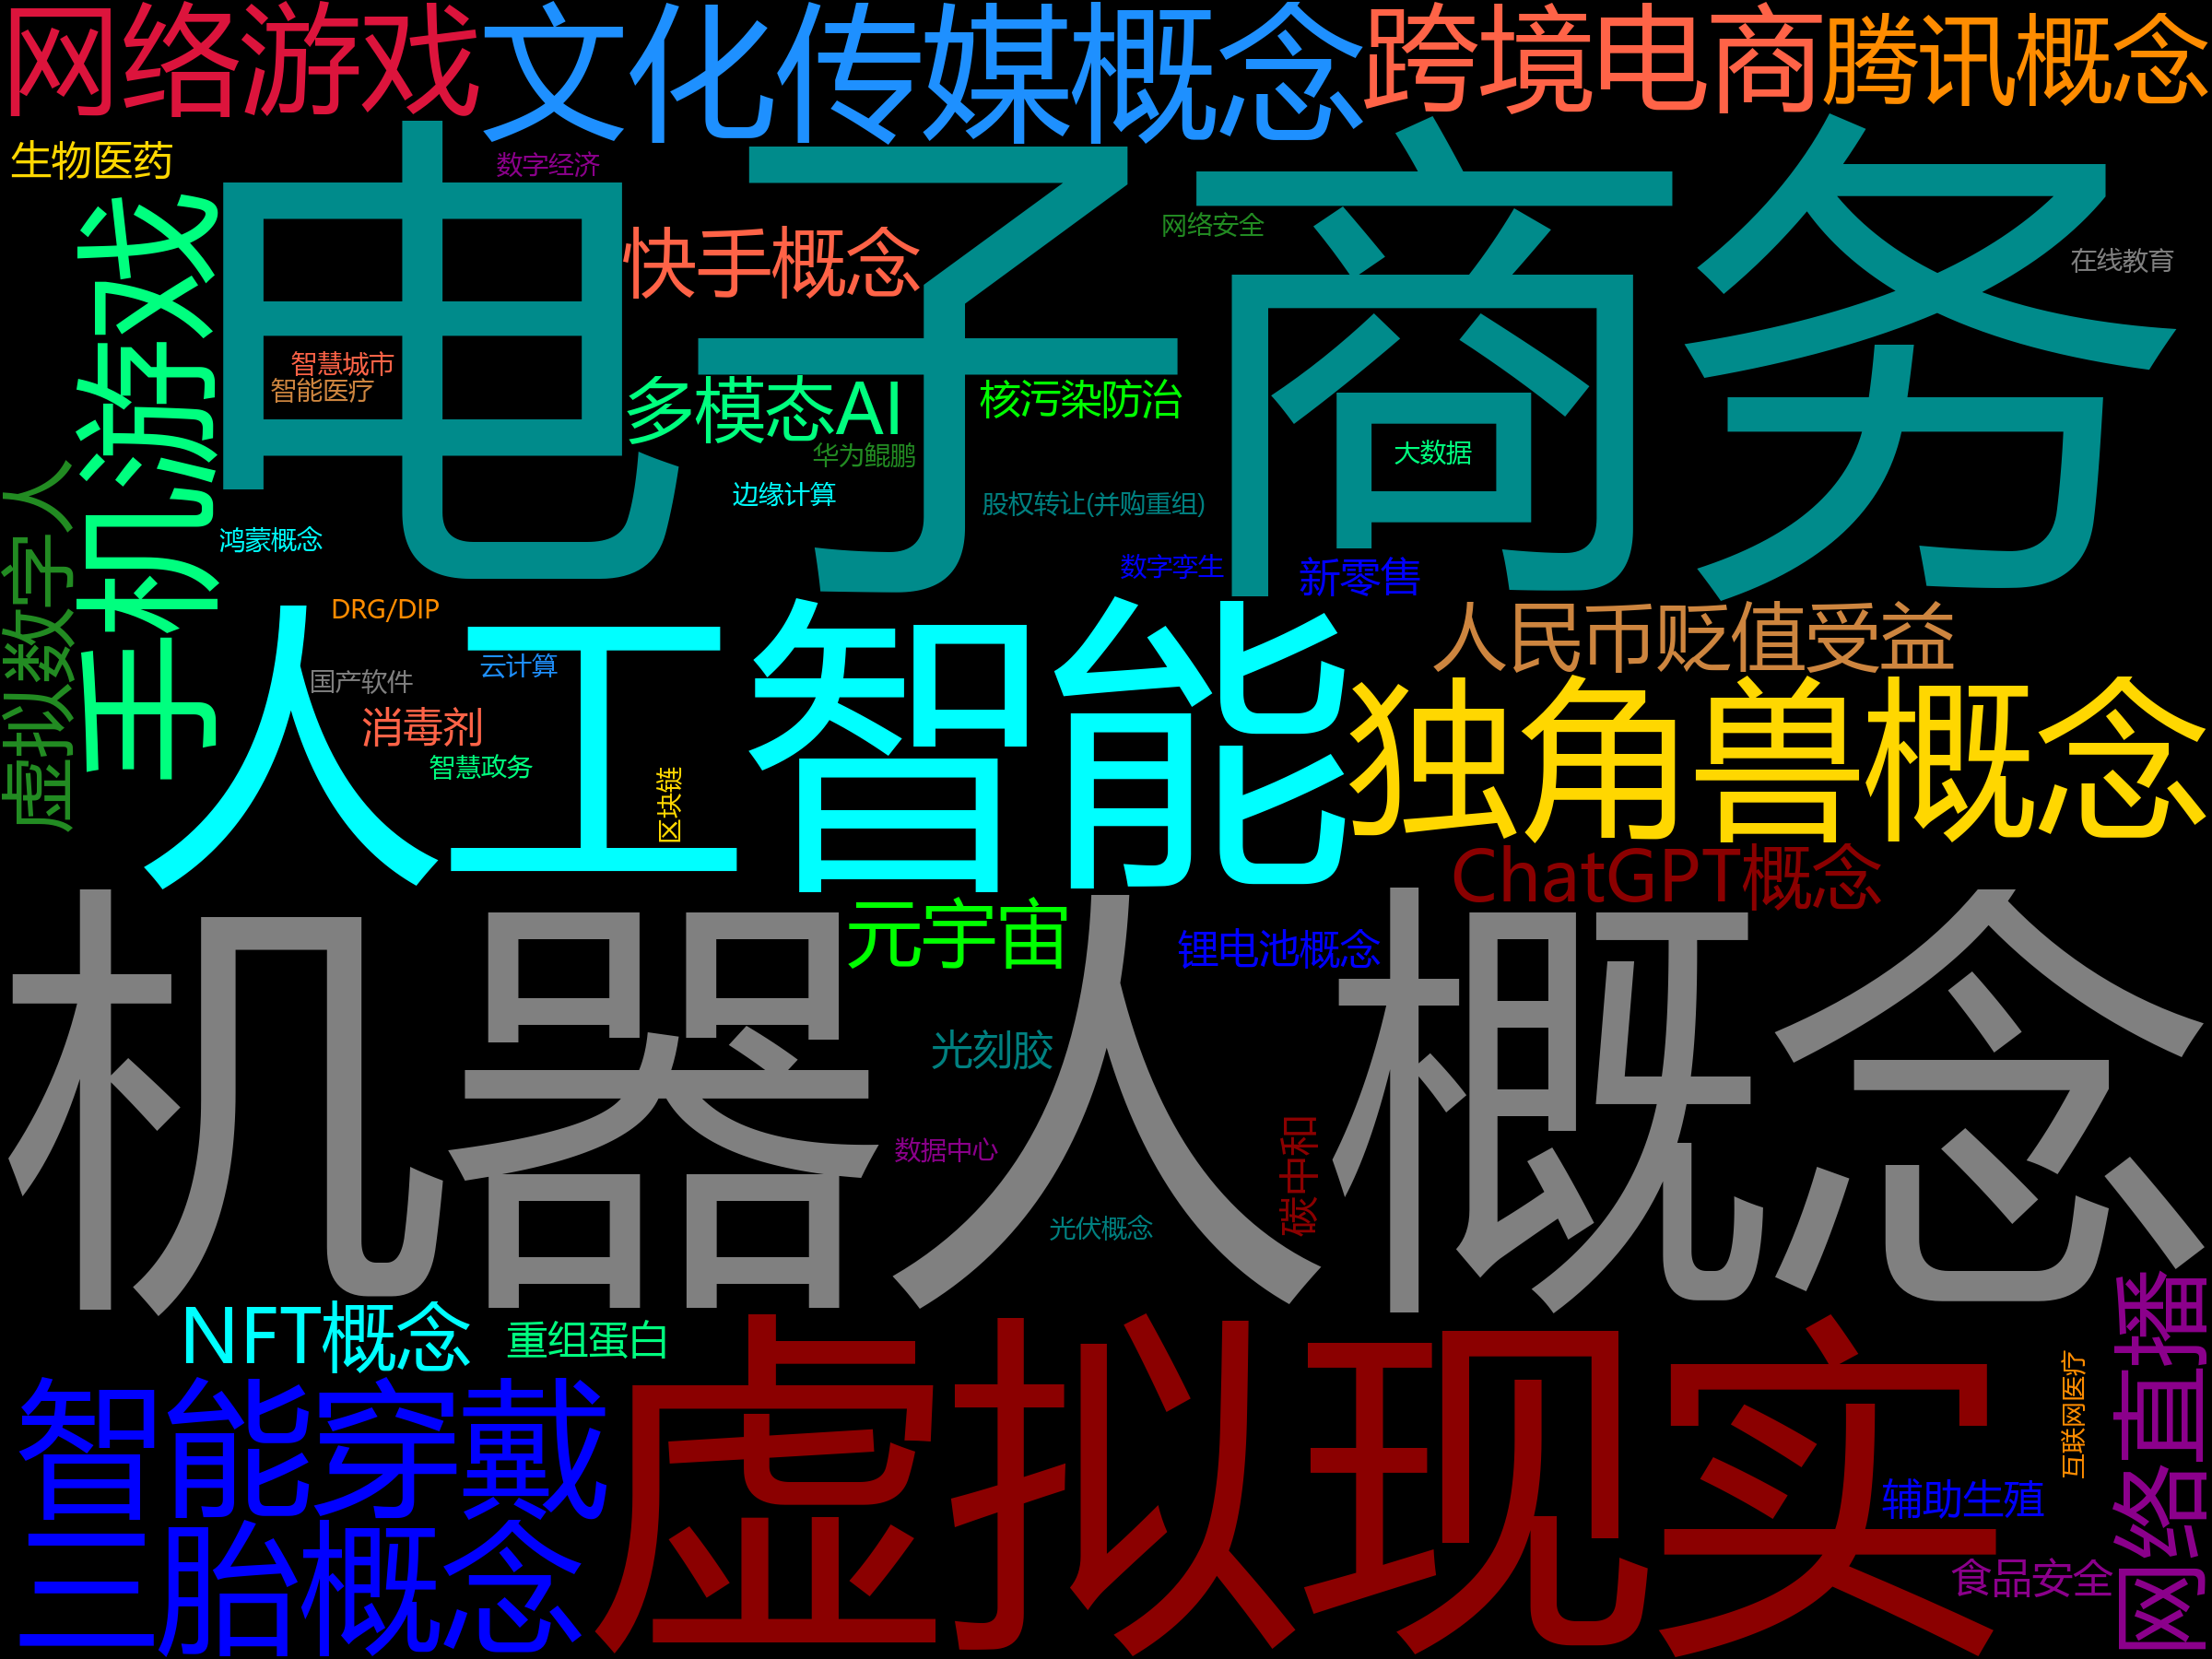 网络游戏
文化传媒概念
跨境电商
腾讯概念
生物医药
数字经济
电子商务
网络安全
快手概念
在线教育
手机游戏
智慧城市
智能医疗
多模态AI
核污染防治
华为鲲鹏
大数据
边缘计算
股权转让(并购重组)
虚拟数字人
鸿蒙概念
数字孪生
新零售
DRG/DIP
人工智能
人民币贬值受益
云计算
国产软件
独角兽概念
消毒剂
智慧政务
区块链
ChatGPT概念
机器人概念
元宇宙
锂电池概念
光刻胶
数据中心
碳中和
光伏概念
NFT概念
重组蛋白
虚拟现实
网络直播
智能穿戴
互联网医疗
辅助生殖
三胎概念
食品安全